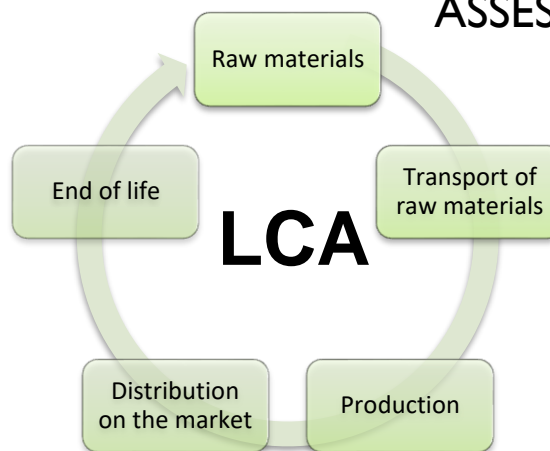 ASSES
Raw materials
Transport of
raw materials
Production
Distribution
on the market
End of life
LCA